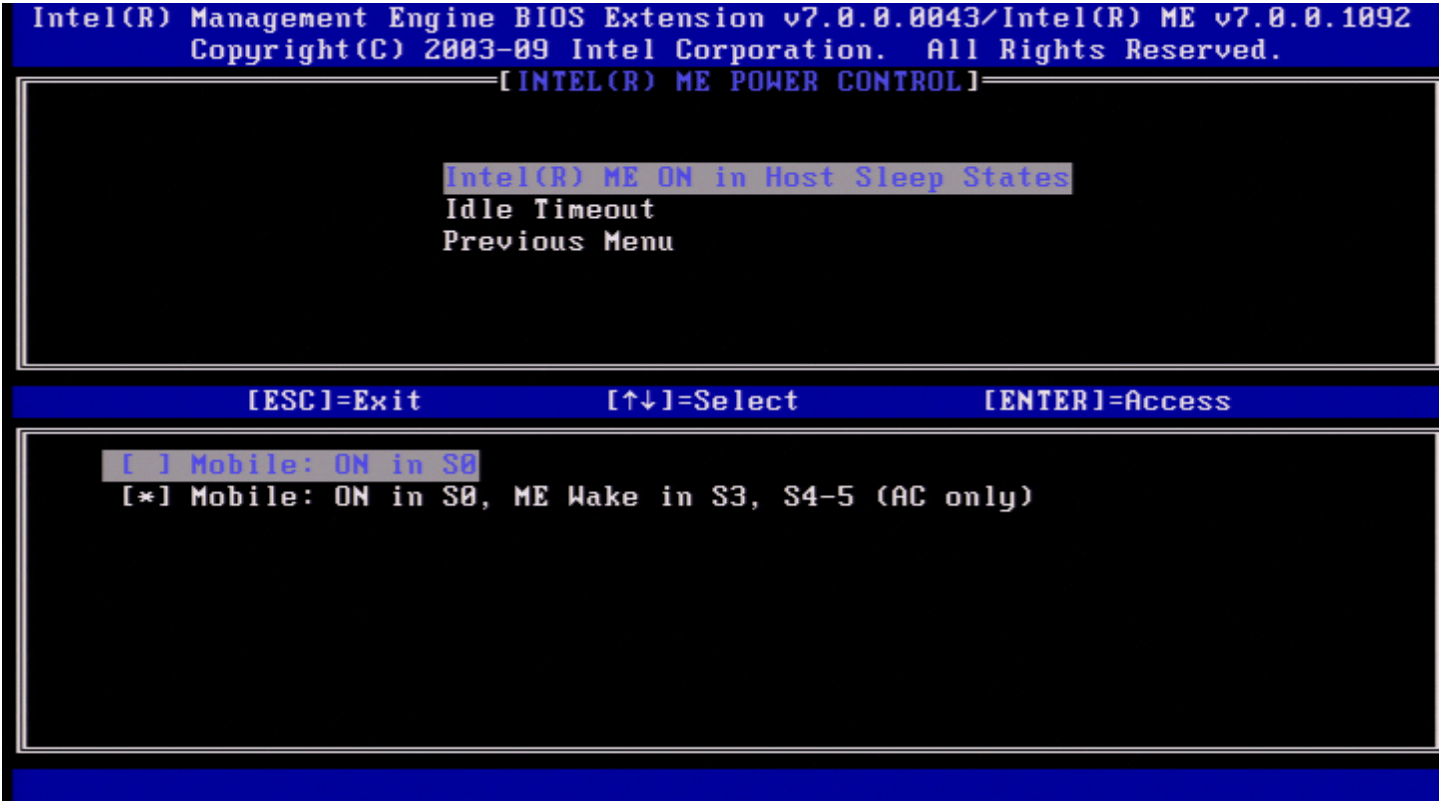 Intel(R) Management Engine BIOS Extension v7.0.0.0043/Intel(R) ME v7.0.0.1092
Copyright(C) 2003-09 Intel Corporation.  All Rights Reserved.
[INTEL(R) ME POWER CONTROL]
Intel(R) ME ON in Host Sleep States
Idle Timeout
Previous Menu
[ESC]=Exit [↑↓]=Select [ENTER]=Access
[ ] Mobile: ON in S0
[*] Mobile: ON in S0, ME Wake in S3, S4-5 (AC only)